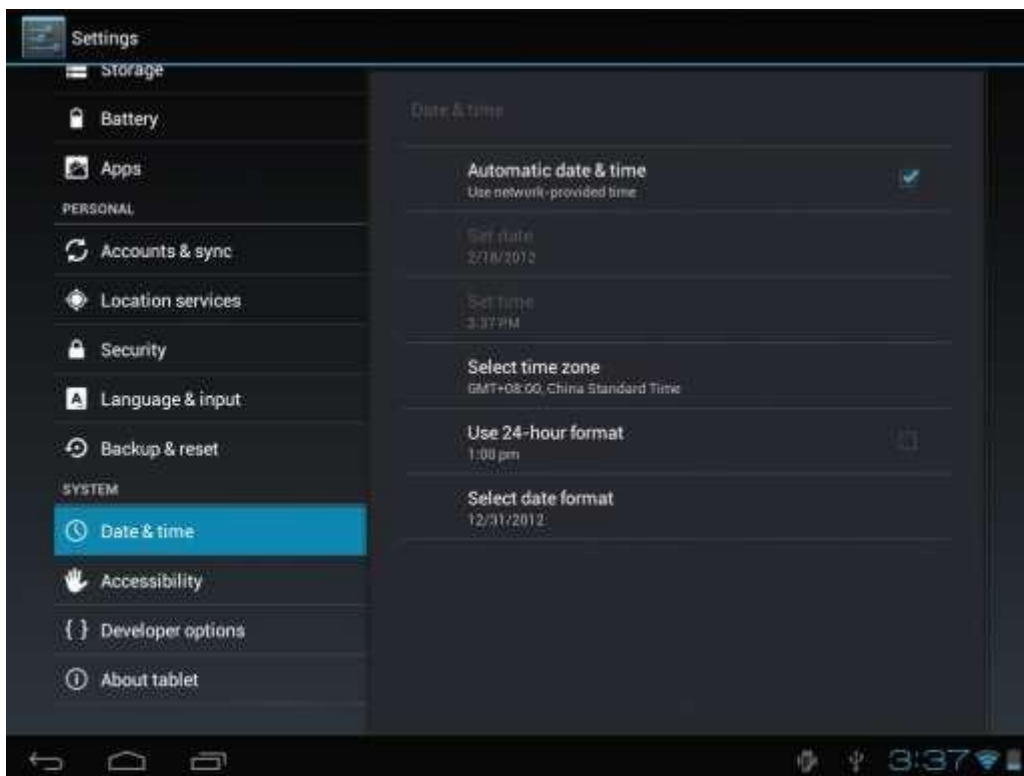 Settings
Storage
Battery
Apps
PERSONAL
Accounts & sync
Location services
Security
Language & input
Backup & reset
SYSTEM
Date & time
Accessibility
{ } Developer options
About tablet
Date & time
Automatic date & time
Use network-provided time
Set date
2/18/2012
Set time
3:37 PM
Select time zone
GMT+08:00, China Standard Time
Use 24-hour format
1:00 pm
Select date format
12/31/2012
3:37